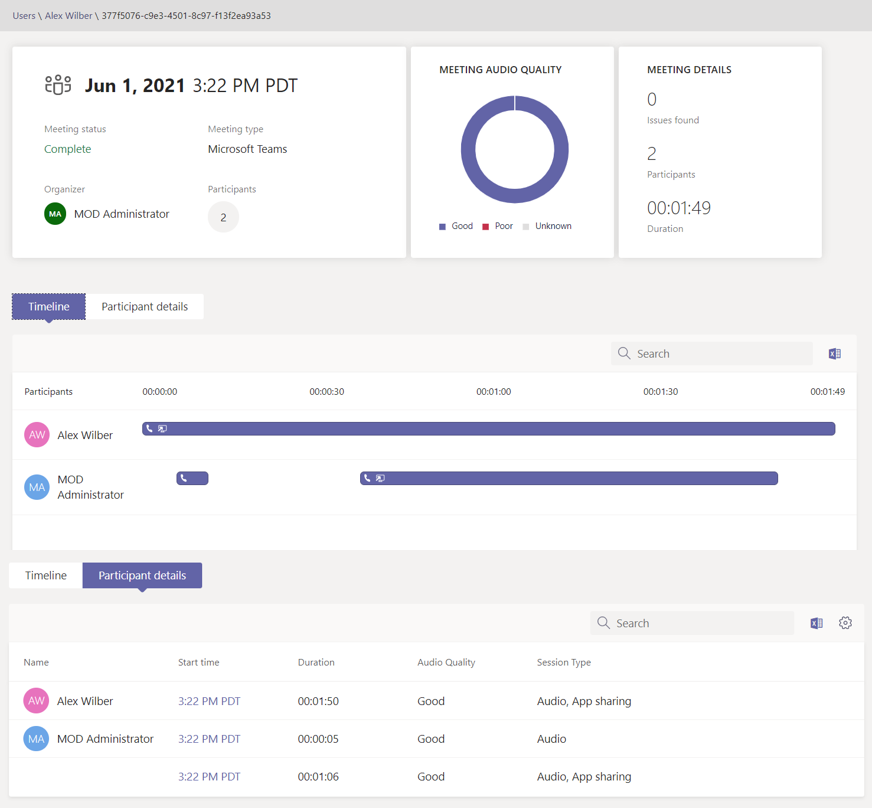 Users \ Alex Wilber \ 377f5076-c9e3-4501-8c97-f13f2ea93a53
Jun 1, 2021 3:22 PM PDT
Meeting status
Meeting type
Complete
Microsoft Teams
Organizer
Participants
MA MOD Administrator
2
MEETING AUDIO QUALITY
Good Poor Unknown
MEETING DETAILS
0
Issues found
2
Participants
00:01:49
Duration
Timeline Participant details
Search
Participants 00:00:00 00:00:30 00:01:00 00:01:30 00:01:49
AW Alex Wilber
MA MOD
Administrator
Timeline Participant details
Search
Name Start time Duration Audio Quality Session Type
AW Alex Wilber 3:22 PM PDT 00:01:50 Good Audio, App sharing
MA MOD Administrator 3:22 PM PDT 00:00:05 Good Audio
3:22 PM PDT 00:01:06 Good Audio, App sharing